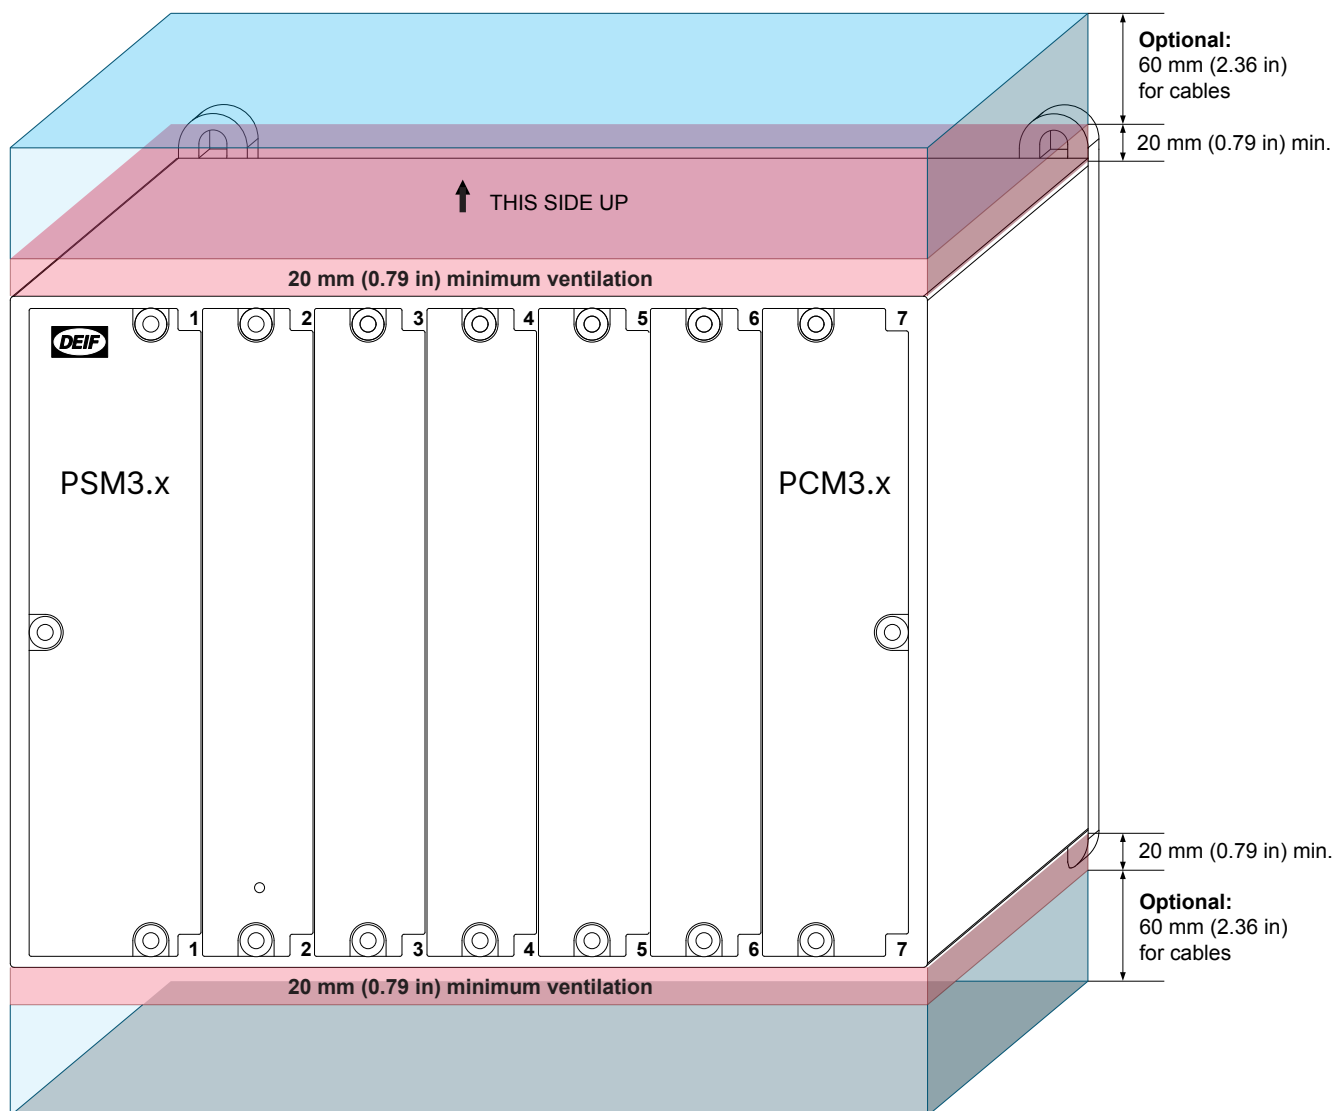 Optional:
60 mm (2.36 in)
for cables
20 mm (0.79 in) min.
THIS SIDE UP
20 mm (0.79 in) minimum ventilation
1 2 3 4 5 6 7
DEIF
PSM3.x PCM3.x
20 mm (0.79 in) min.
Optional:
60 mm (2.36 in)
for cables
1 2 3 4 5 6 7
20 mm (0.79 in) minimum ventilation